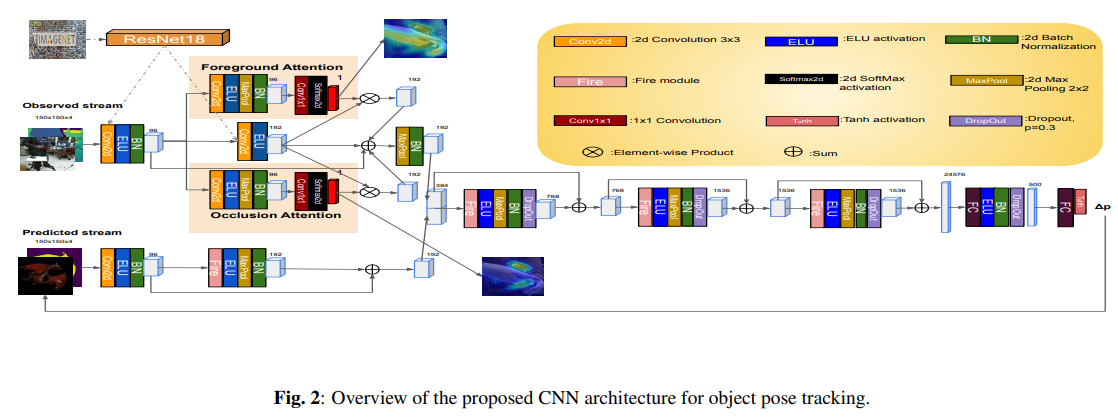 IMAGENET
ResNet18
Foreground Attention
Conv2d
ELU
MaxPool
BN
96
Conv1x1
Softmax2d
1
192
Observed stream
150x150x4
Conv2d
ELU
BN
96
Conv2d
ELU
192
MaxPool
BN
192
Conv2d
ELU
MaxPool
BN
96
Conv1x1
Softmax2d
1
192
Occlusion Attention
Predicted stream
150x150x4
Conv2d
ELU
BN
96
Fire
ELU
MaxPool
BN
192
192
384
Fire
ELU
MaxPool
BN
DropOut
768
768
Fire
ELU
MaxPool
BN
DropOut
1536
1536
Fire
ELU
MaxPool
BN
DropOut
1536
24576
FC
ELU
BN
DropOut
500
FC
Tanh
Δp
Conv2d :2d Convolution 3x3
ELU :ELU activation
BN :2d Batch
Normalization
Fire :Fire module
Softmax2d :2d SoftMax
activation
MaxPool :2d Max
Pooling 2x2
Conv1x1 :1x1 Convolution
Tanh :Tanh activation
DropOut :Dropout,
p=0.3
:Element-wise Product
:Sum
Fig. 2: Overview of the proposed CNN architecture for object pose tracking.